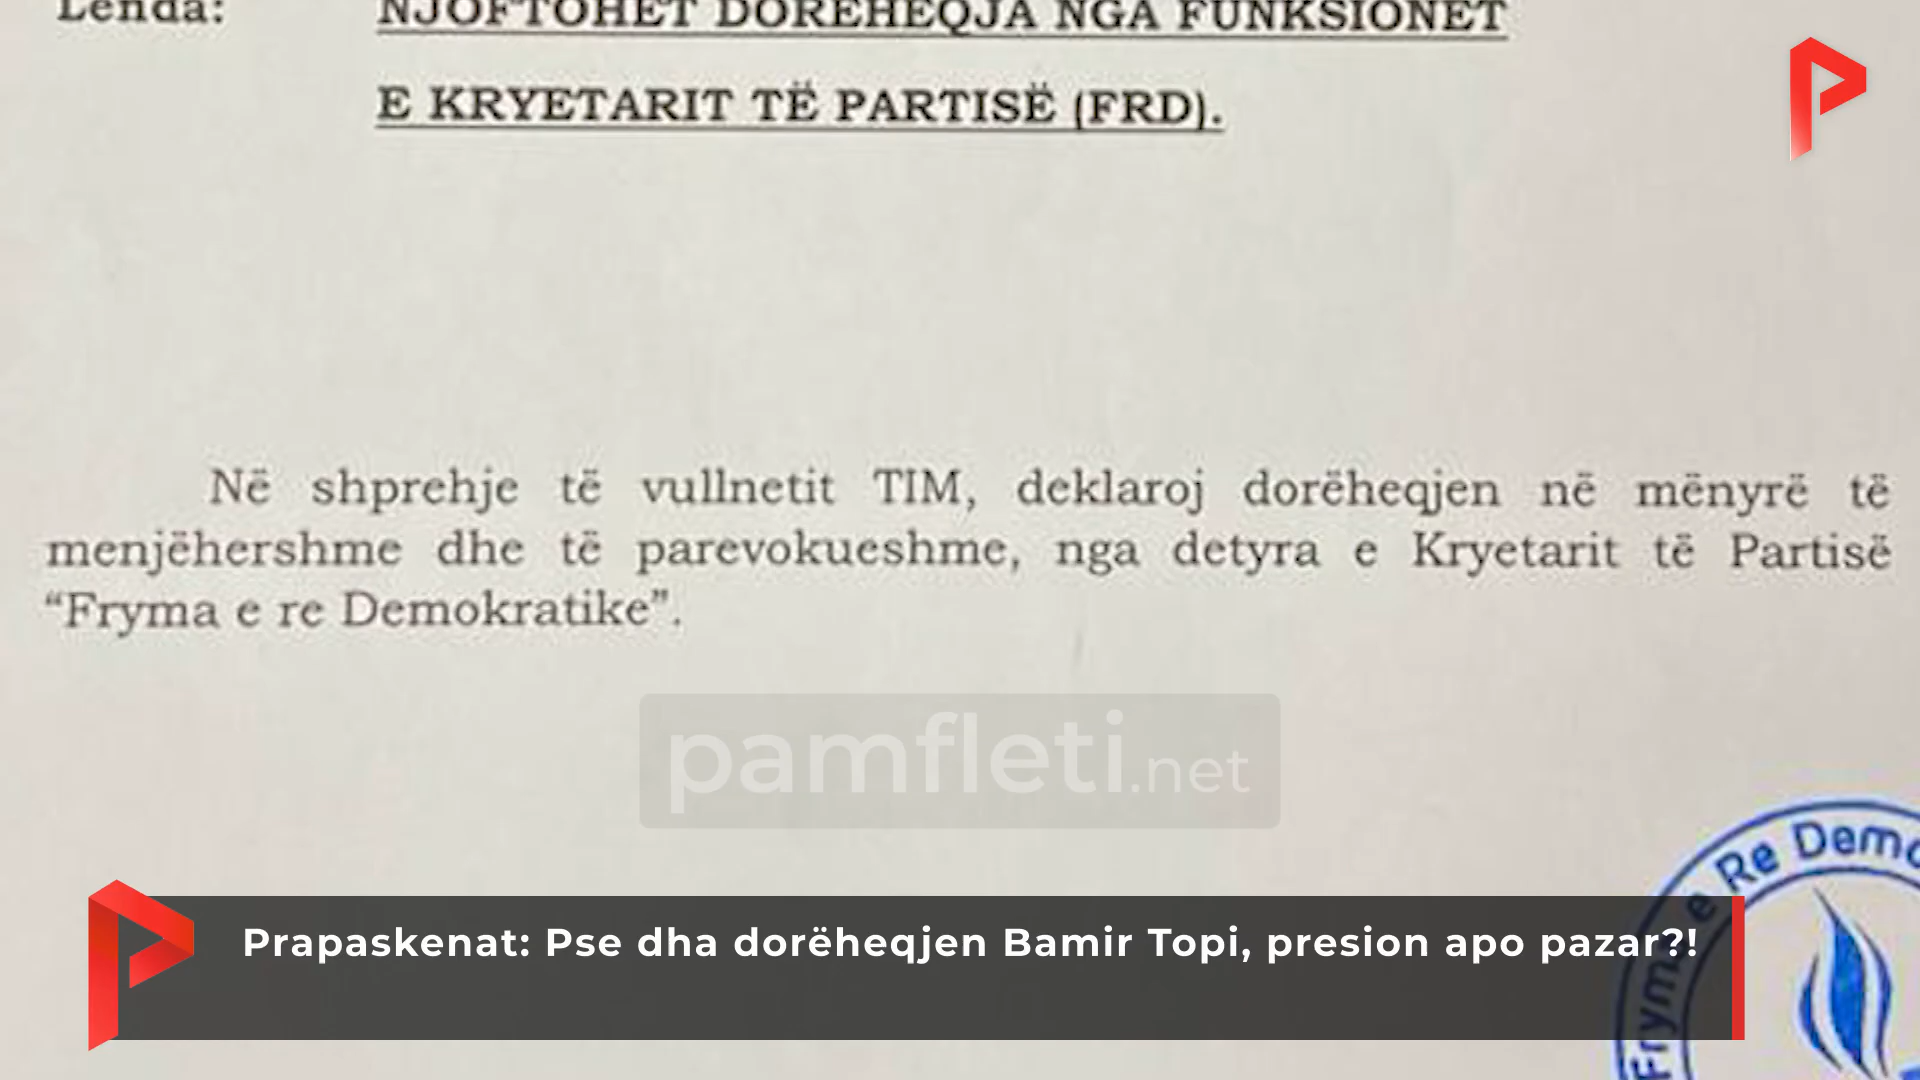 Lënda: NJOFTOHET DORËHEQJA NGA FUNKSIONET
E KRYETARIT TË PARTISË (FRD).
Në shprehje të vullnetit TIM, deklaroj dorëheqjen në mënyrë të
menjëhershme dhe të parevokueshme, nga detyra e Kryetarit të Partisë
“Fryma e re Demokratike”.
pamfleti.net
Fryma e Re Demo
Prapaskenat: Pse dha dorëheqjen Bamir Topi, presion apo pazar?!